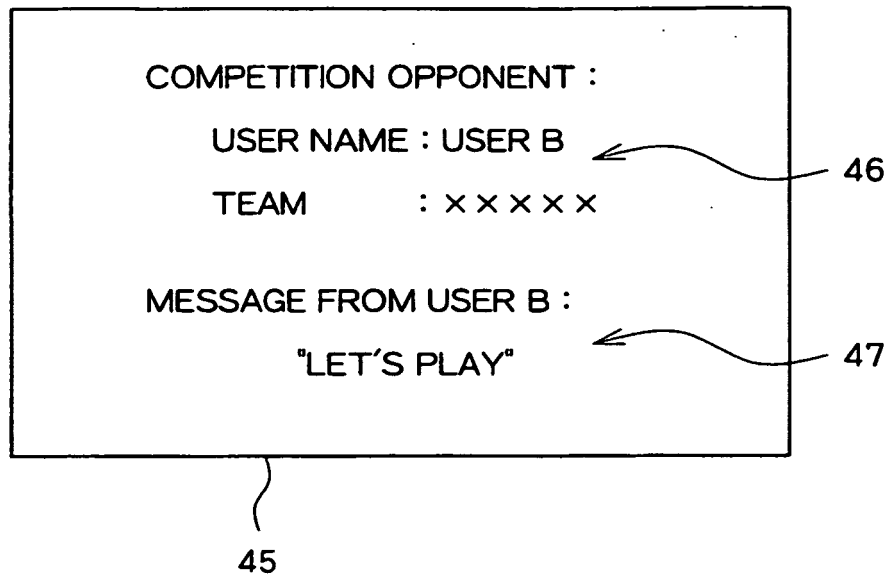 COMPETITION OPPONENT :
USER NAME : USER B
46
TEAM : ×××××
MESSAGE FROM USER B :
"LET'S PLAY"
47
45